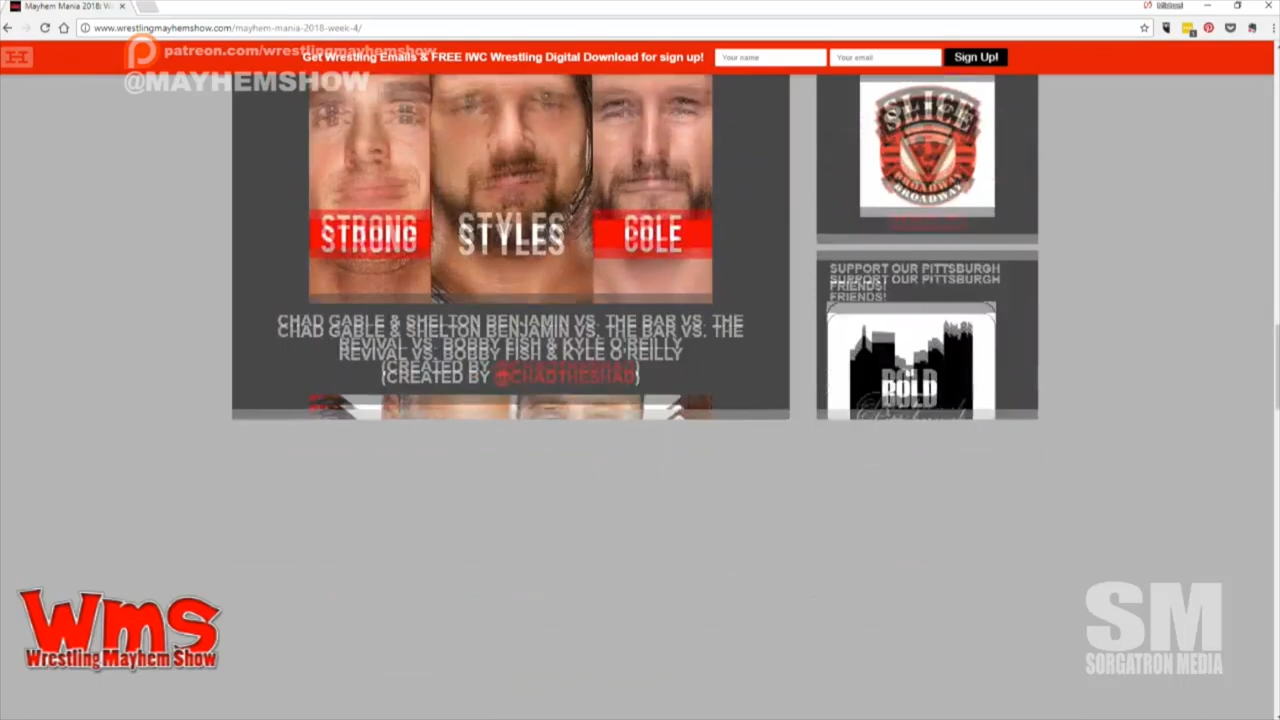 Mayhem Mania 2018: W
Michael
www.wrestlingmayhemshow.com/mayhem-mania-2018-week-4/
patreon.com/wrestlingmayhemshow
Get Wrestling Emails & FREE IWC Wrestling Digital Download for sign up!
Your name
Your email
Sign Up!
@MAYHEMSHOW
SLICE
BROADWAY
STRONG
STYLES
COLE
SUPPORT OUR PITTSBURGH
FRIENDS!
CHAD GABLE & SHELTON BENJAMIN VS. THE BAR VS. THE
REVIVAL VS. BOBBY FISH & KYLE O'REILLY
(CREATED BY @CHADTHESHAD)
BOLD
WMS
Wrestling Mayhem Show
SM
SORGATRON MEDIA